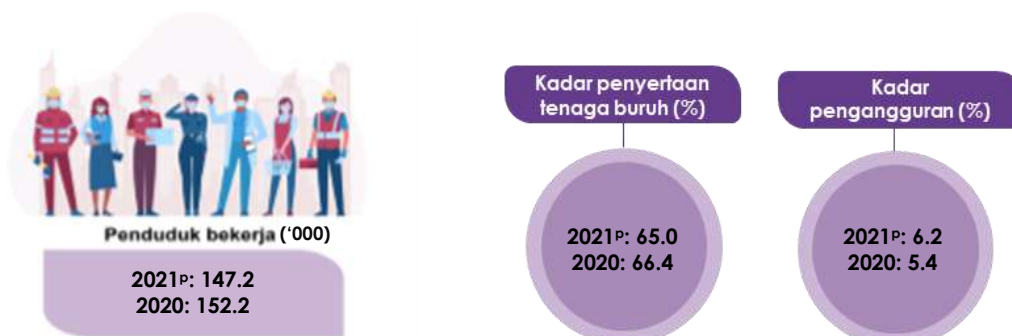 Penduduk bekerja (‘000)
2021ᵖ: 147.2
2020: 152.2
Kadar penyertaan
tenaga buruh (%)
2021ᵖ: 65.0
2020: 66.4
Kadar
pengangguran (%)
2021ᵖ: 6.2
2020: 5.4